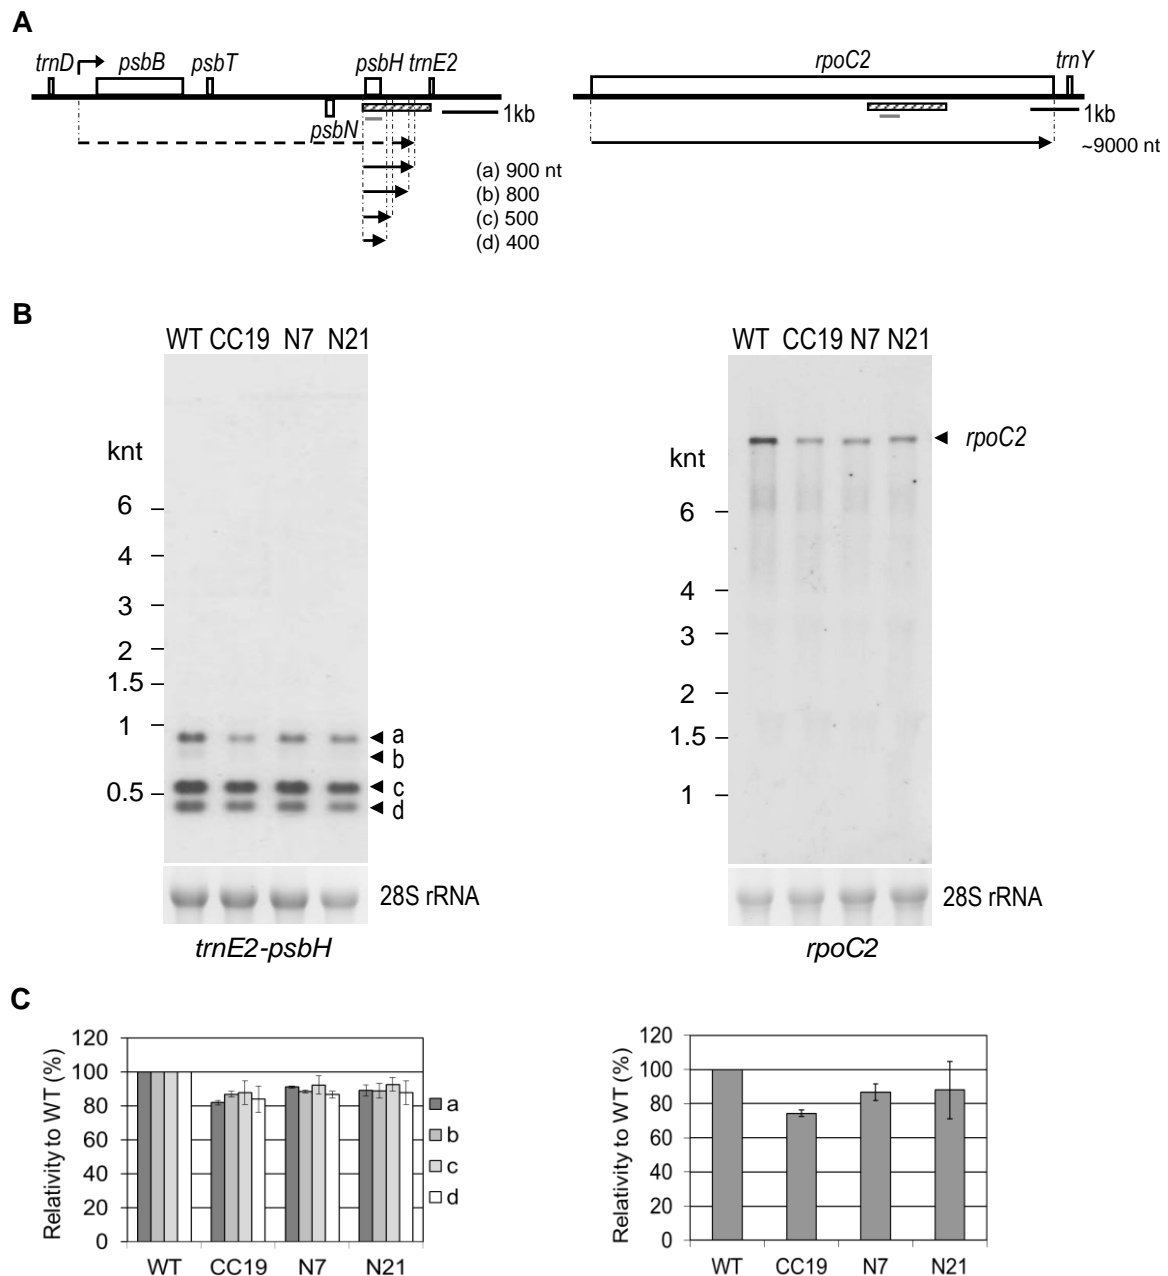 A
trnD psbB psbT psbH trnE2
psbN
1kb
(a) 900 nt
(b) 800
(c) 500
(d) 400
rpoC2 trnY
1kb
~9000 nt
B
WT CC19 N7 N21
knt
6
4
3
2
1.5
1
0.5
a
b
c
d
28S rRNA
trnE2-psbH
WT CC19 N7 N21
knt
6
4
3
2
1.5
1
rpoC2
28S rRNA
rpoC2
C
Relativity to WT (%)
120
100
80
60
40
20
0
WT CC19 N7 N21
a
b
c
d
Relativity to WT (%)
120
100
80
60
40
20
0
WT CC19 N7 N21